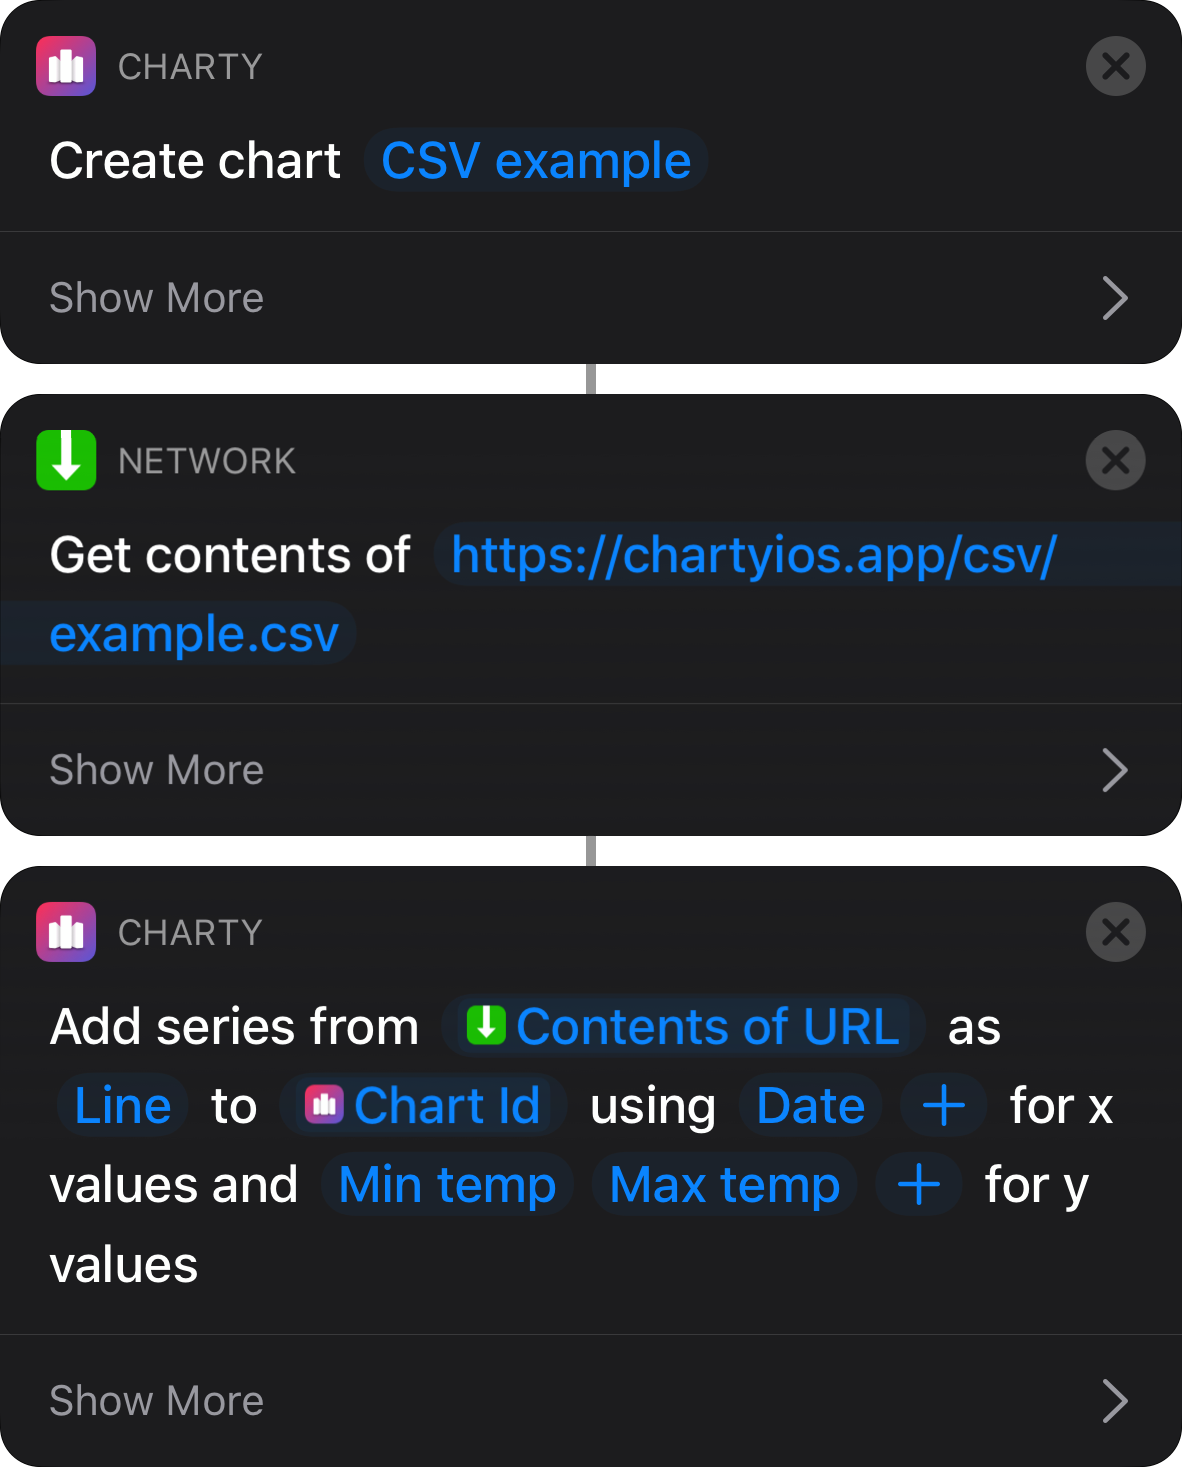 CHARTY
Create chart CSV example
Show More
NETWORK
Get contents of https://chartyios.app/csv/
example.csv
Show More
CHARTY
Add series from Contents of URL as
Line to Chart Id using Date + for x
values and Min temp Max temp + for y
values
Show More